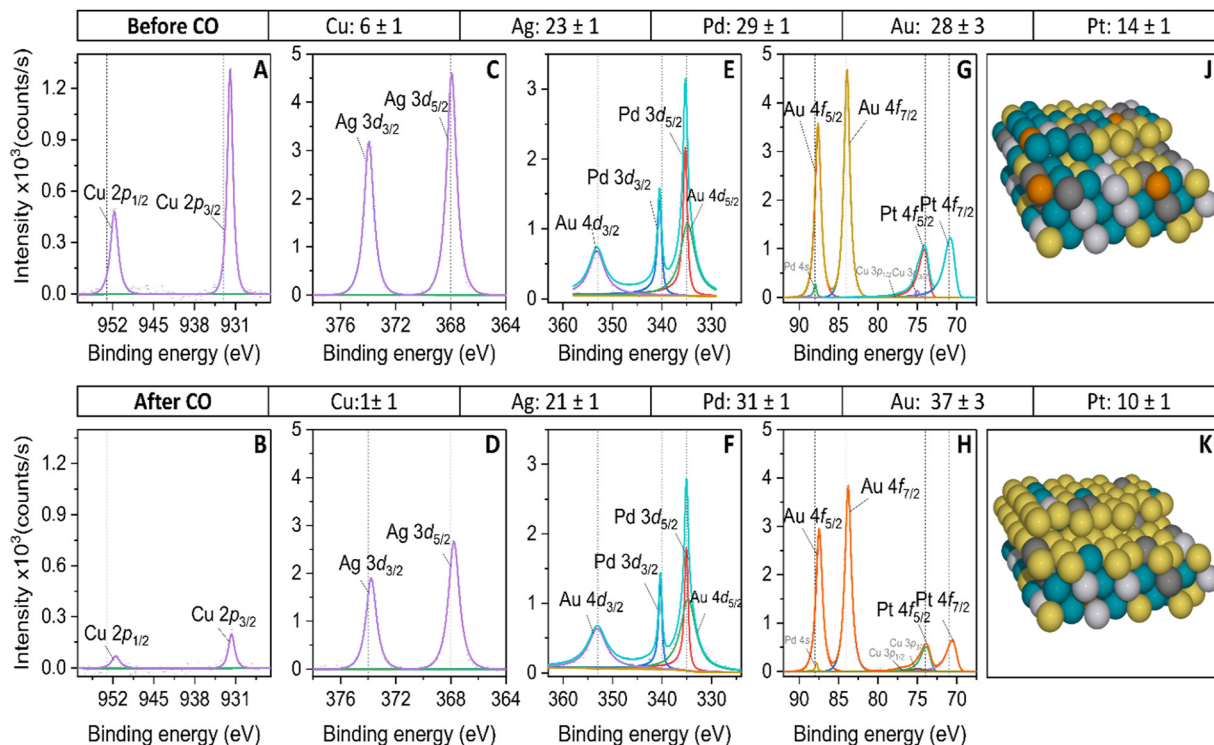 Before CO Cu: 6 ± 1 Ag: 23 ± 1 Pd: 29 ± 1 Au: 28 ± 3 Pt: 14 ± 1
Intensity x10³(counts/s)
A
1.2
0.9
0.6
0.3
0.0
Cu 2p1/2
Cu 2p3/2
952 945 938 931
Binding energy (eV)
C
5
4
3
2
1
0
Ag 3d3/2
Ag 3d5/2
376 372 368 364
Binding energy (eV)
E
3
2
1
0
Pd 3d5/2
Pd 3d3/2
Au 4d3/2
Au 4d5/2
360 350 340 330
Binding energy (eV)
G
5
4
3
2
1
0
Au 4f5/2
Au 4f7/2
Pt 4f5/2
Pt 4f7/2
Pd 4s
Cu 3p1/2
Cu 3p3/2
90 85 80 75 70
Binding energy (eV)
J
After CO Cu:1± 1 Ag: 21 ± 1 Pd: 31 ± 1 Au: 37 ± 3 Pt: 10 ± 1
Intensity x10³(counts/s)
B
1.2
0.9
0.6
0.3
0.0
Cu 2p1/2
Cu 2p3/2
952 945 938 931
Binding energy (eV)
D
5
4
3
2
1
0
Ag 3d3/2
Ag 3d5/2
376 372 368 364
Binding energy (eV)
F
3
2
1
0
Pd 3d5/2
Pd 3d3/2
Au 4d3/2
Au 4d5/2
360 350 340 330
Binding energy (eV)
H
5
4
3
2
1
0
Au 4f5/2
Au 4f7/2
Pt 4f5/2
Pt 4f7/2
Pd 4s
Cu 3p1/2
90 85 80 75 70
Binding energy (eV)
K